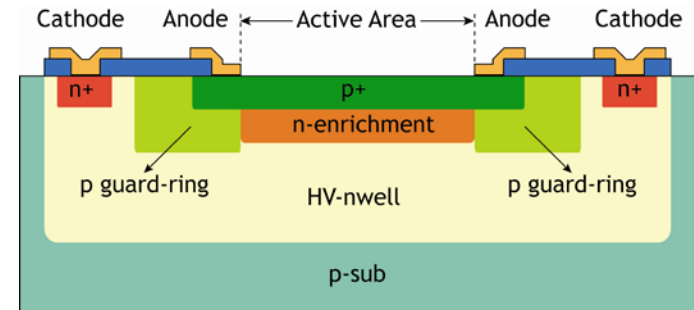 Cathode Anode Active Area Anode Cathode
n+ p+ n+
n-enrichment
p guard-ring p guard-ring
HV-nwell
p-sub